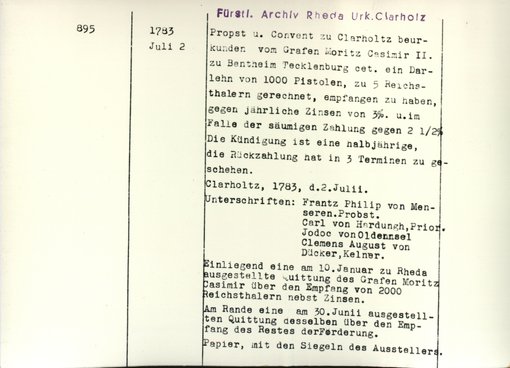 Fürstl. Archiv Rheda Urk.Clarholz
895
1783
Juli 2
Propst u. Convent zu Clarholtz beur-
kunden vom Grafen Moritz Casimir II.
zu Bentheim Tecklenburg cet. ein Dar-
lehn von 1000 Pistolen, zu 5 Reichs-
thalern gerechnet, empfangen zu haben,
gegen jährliche Zinsen von 3%. u.im
Falle der säumigen Zahlung gegen 2 1/2%
Die Kündigung ist eine halbjährige,
die Rückzahlung hat in 3 Terminen zu ge-
schehen.
Clarholtz, 1783, d.2.Julii.
Unterschriften: Frantz Philip von Men-
seren.Probst.
Carl von Hardungh,Prior.
Jodoc von Oldennsel
Clemens August von
Dücker,Kelner.
Einliegend eine am 10.Januar zu Rheda
ausgestellte Quittung des Grafen Moritz
Casimir über den Empfang von 2000
Reichsthalern nebst Zinsen.
Am Rande eine am 30.Junii ausgestell-
ten Quittung desselben über den Emp-
fang des Restes derForderung.
Papier, mit den Siegeln des Ausstellers.